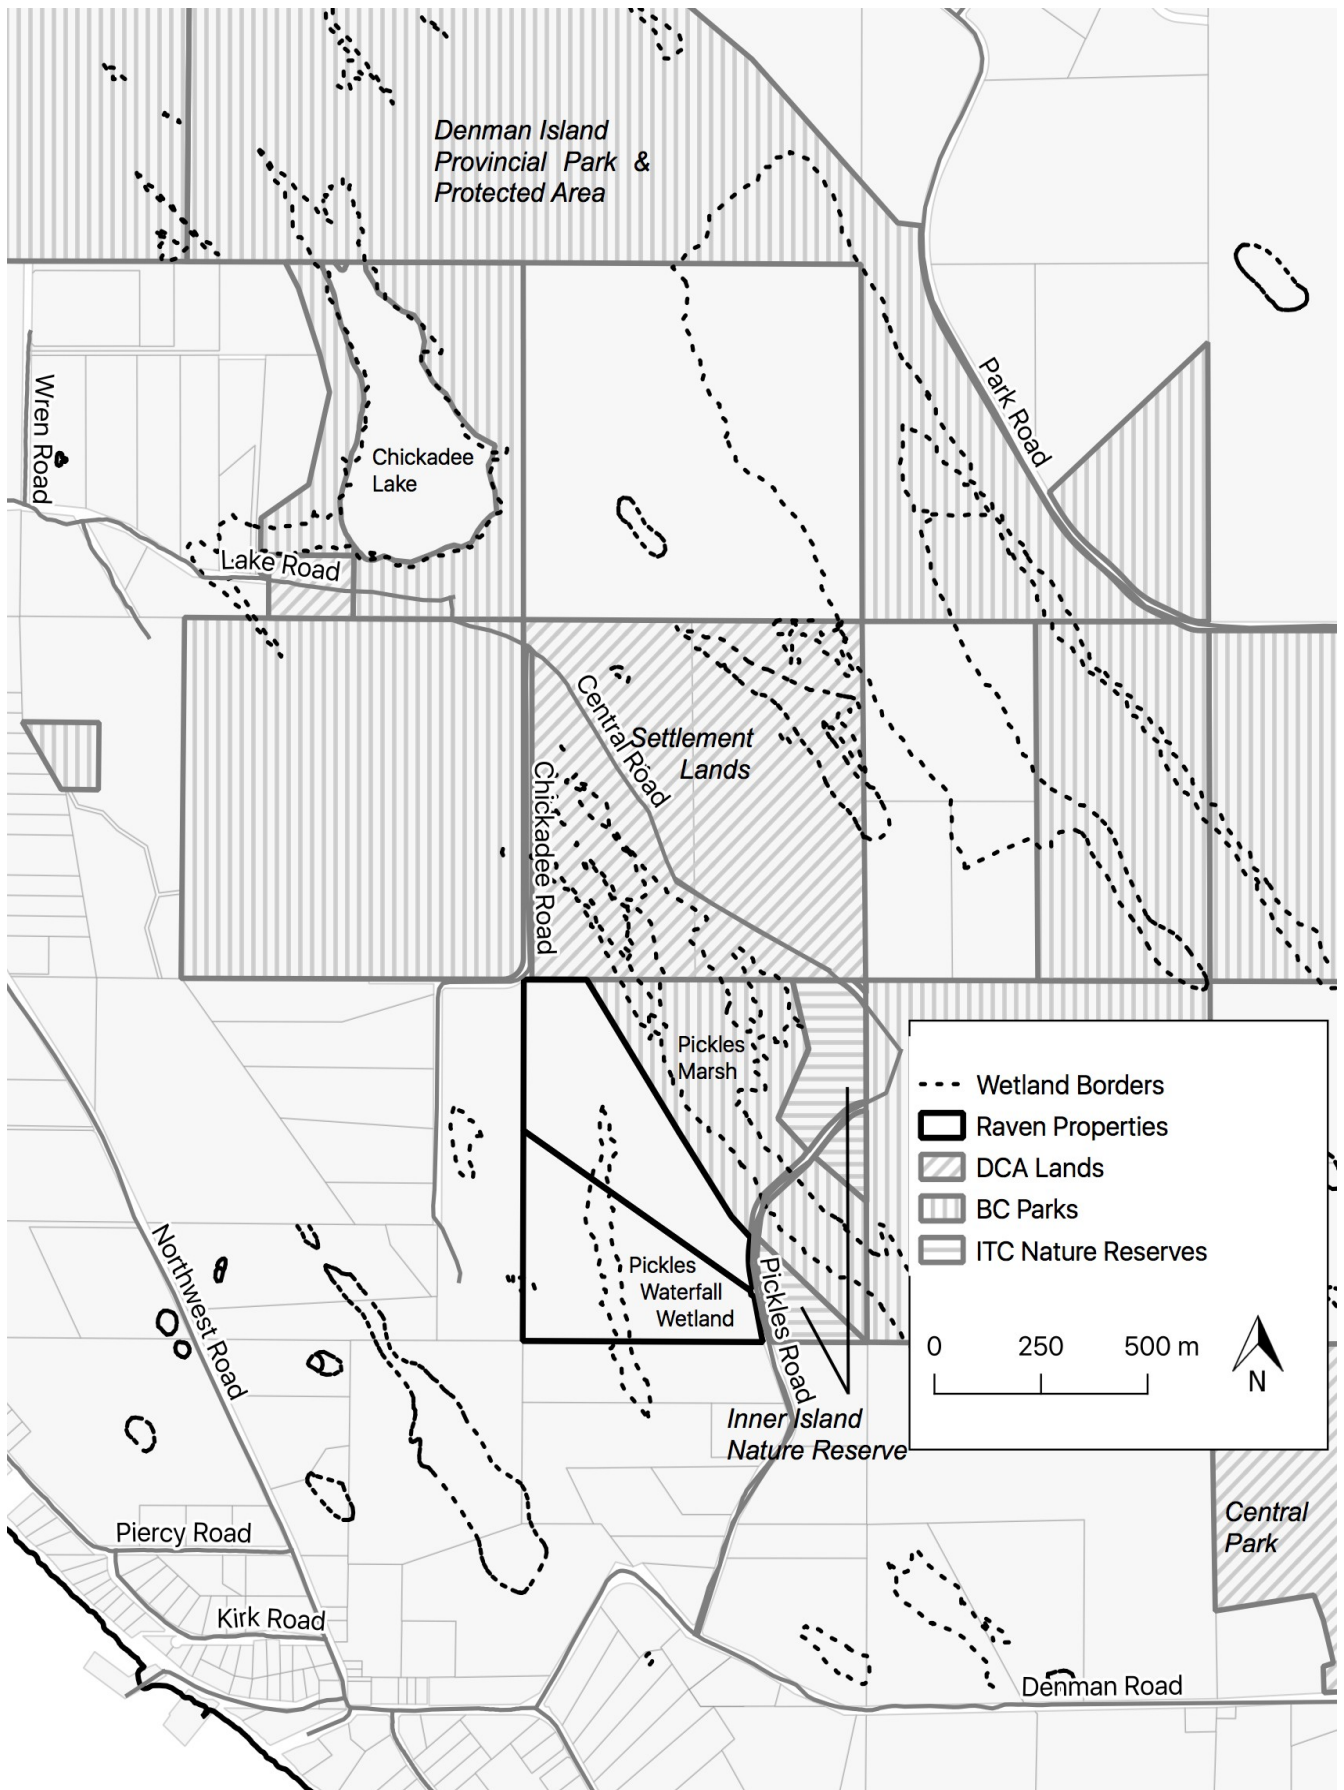 Denman Island
Provincial Park &
Protected Area
Wren Road
Park Road
Chickadee
Lake
Lake Road
Central Road
Settlement
Lands
Chickadee Road
Pickles
Marsh
Wetland Borders
Raven Properties
DCA Lands
BC Parks
ITC Nature Reserves
0 250 500 m
N
Northwest Road
Pickles
Waterfall
Wetland
Pickles Road
Inner Island
Nature Reserve
Central
Park
Piercy Road
Kirk Road
Denman Road